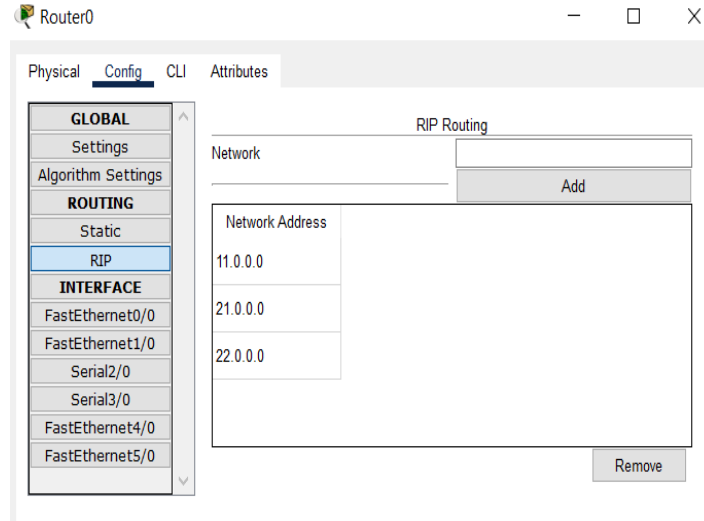 Router0
Physical Config CLI Attributes
GLOBAL
Settings
Algorithm Settings
ROUTING
Static
RIP
INTERFACE
FastEthernet0/0
FastEthernet1/0
Serial2/0
Serial3/0
FastEthernet4/0
FastEthernet5/0
RIP Routing
Network
Add
Network Address
11.0.0.0
21.0.0.0
22.0.0.0
Remove